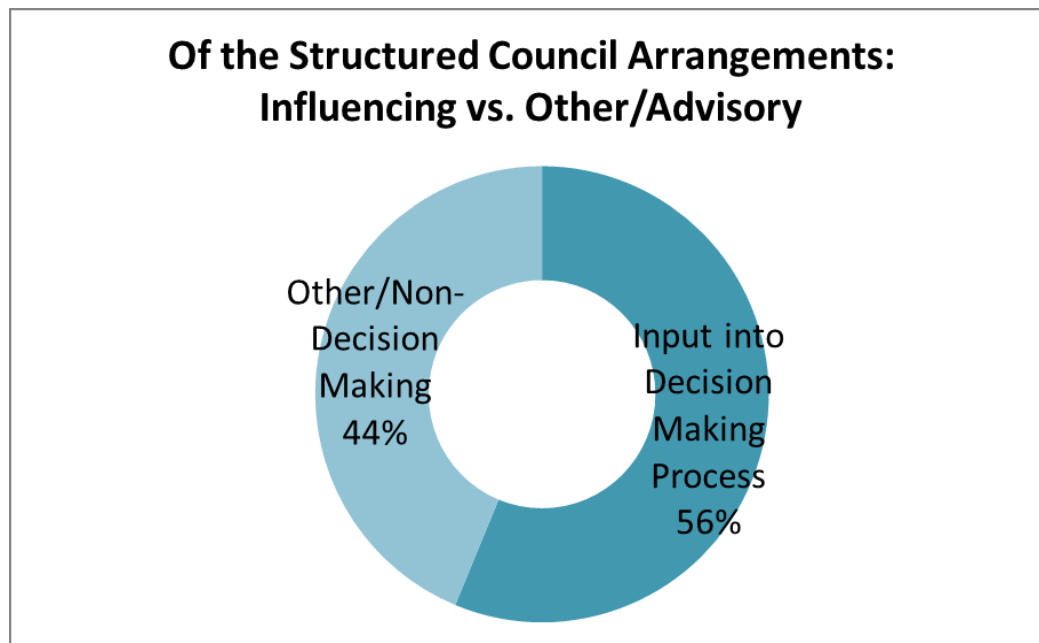 Of the Structured Council Arrangements:
Influencing vs. Other/Advisory
Other/Non-
Decision
Making
44%
Input into
Decision
Making
Process
56%